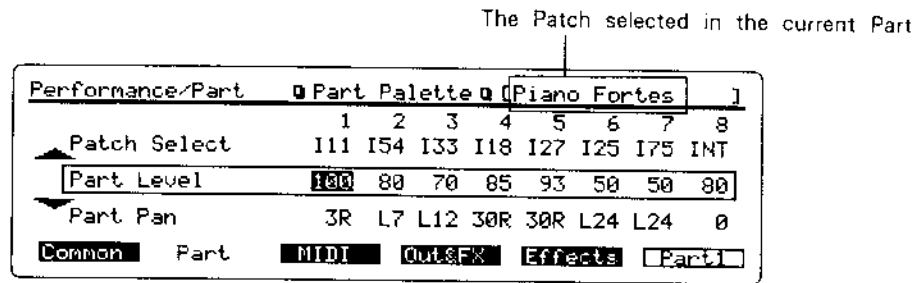 The Patch selected in the current Part
Performance/Part Part Palette [Piano Fortes ]
1 2 3 4 5 6 7 8
Patch Select I11 I54 I33 I18 I27 I25 I75 INT
Part Level 100 80 70 85 93 50 50 80
Part Pan 3R L7 L12 30R 30R L24 L24 0
Common Part MIDI Out&FX Effects Part1